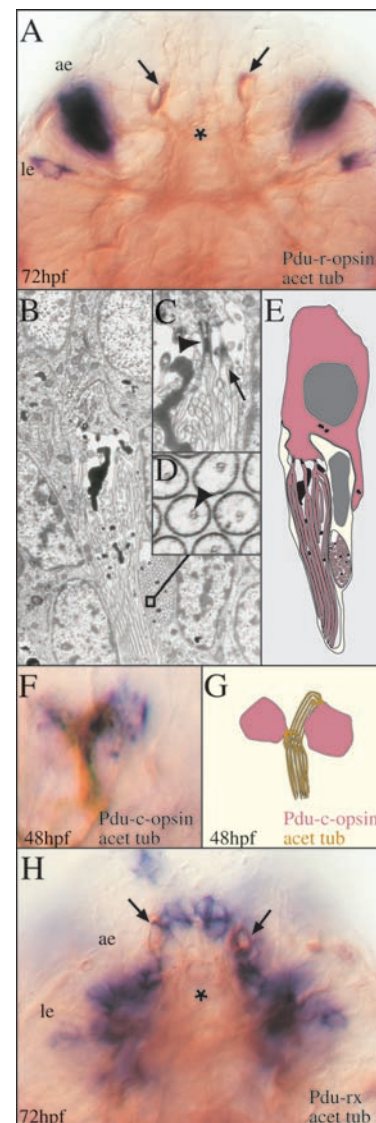 A
ae
*
le
Pdu-r-opsin
72hpf
acet tub
B
C
E
D
F
G
Pdu-c-opsin
Pdu-c-opsin
48hpf
acet tub
48hpf
acet tub
H
ae
le
*
Pdu-rx
72hpf
acet tub